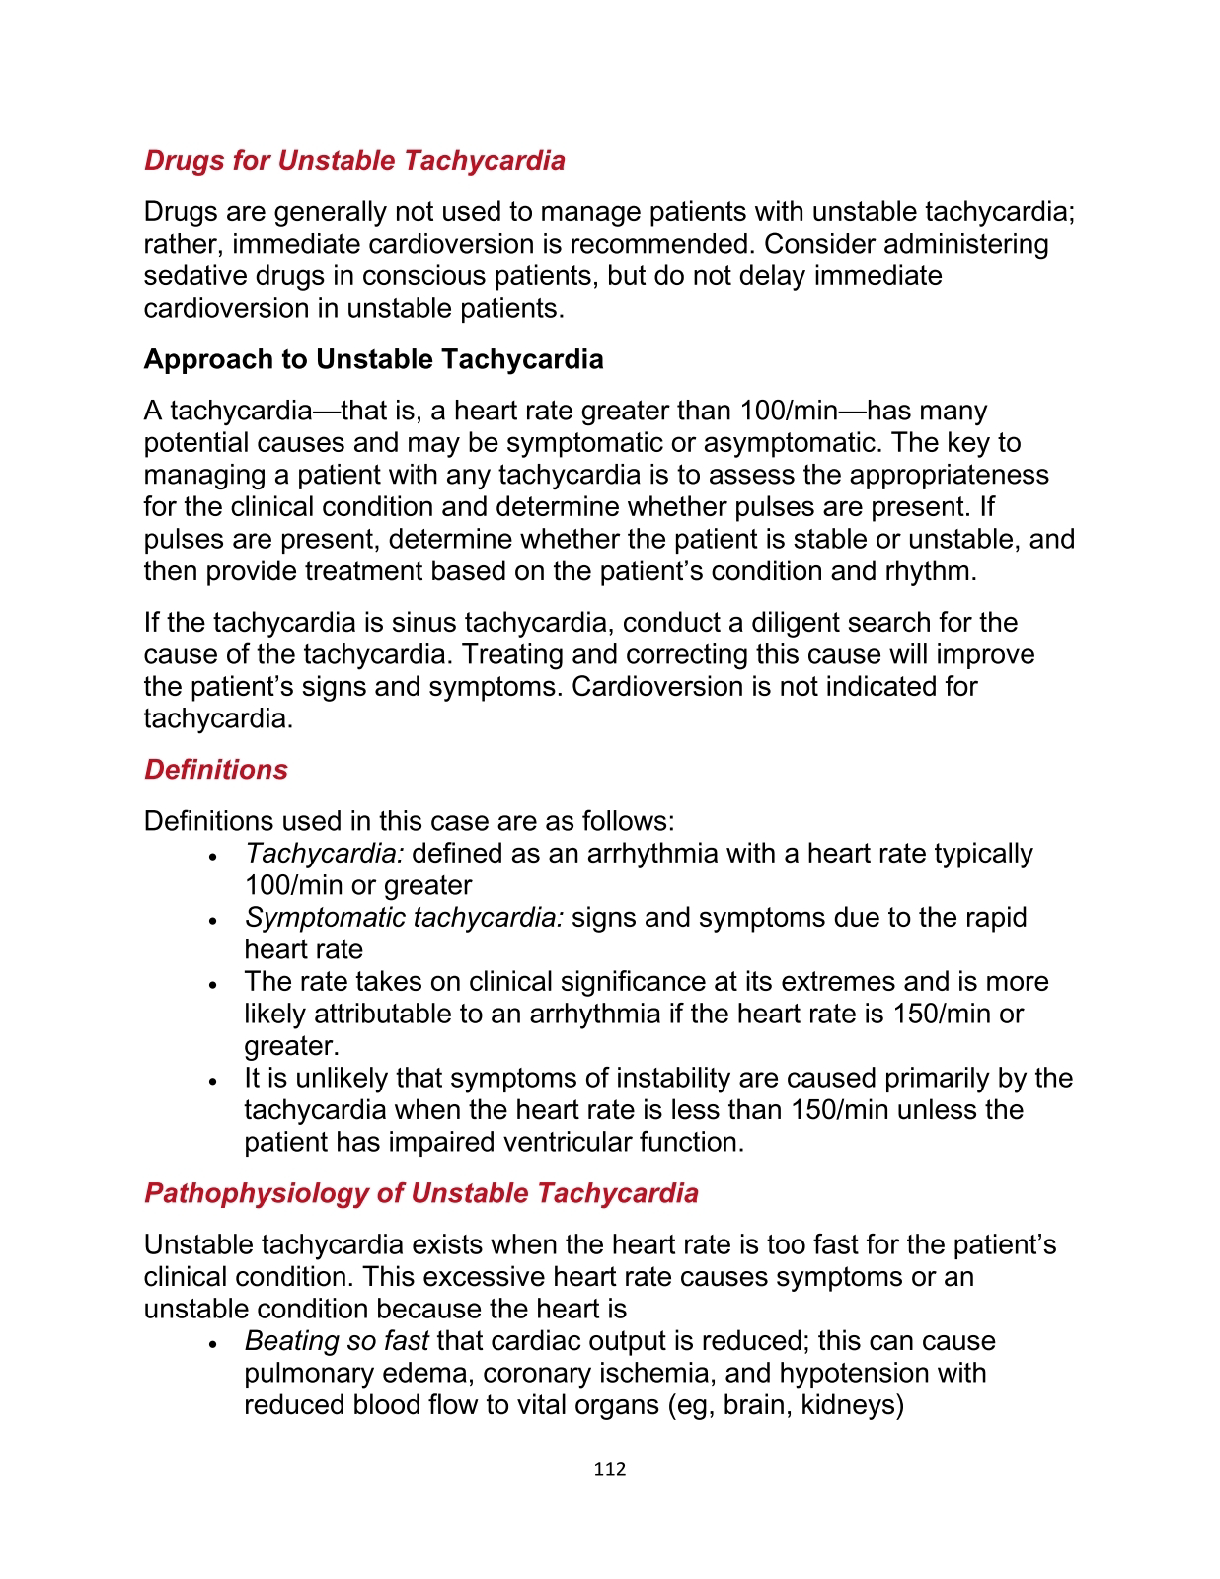 Drugs for Unstable Tachycardia
Drugs are generally not used to manage patients with unstable tachycardia;
rather, immediate cardioversion is recommended. Consider administering
sedative drugs in conscious patients, but do not delay immediate
cardioversion in unstable patients.
Approach to Unstable Tachycardia
A tachycardia—that is, a heart rate greater than 100/min—has many
potential causes and may be symptomatic or asymptomatic. The key to
managing a patient with any tachycardia is to assess the appropriateness
for the clinical condition and determine whether pulses are present. If
pulses are present, determine whether the patient is stable or unstable, and
then provide treatment based on the patient’s condition and rhythm.
If the tachycardia is sinus tachycardia, conduct a diligent search for the
cause of the tachycardia. Treating and correcting this cause will improve
the patient’s signs and symptoms. Cardioversion is not indicated for
tachycardia.
Definitions
Definitions used in this case are as follows:
• Tachycardia: defined as an arrhythmia with a heart rate typically
100/min or greater
• Symptomatic tachycardia: signs and symptoms due to the rapid
heart rate
• The rate takes on clinical significance at its extremes and is more
likely attributable to an arrhythmia if the heart rate is 150/min or
greater.
• It is unlikely that symptoms of instability are caused primarily by the
tachycardia when the heart rate is less than 150/min unless the
patient has impaired ventricular function.
Pathophysiology of Unstable Tachycardia
Unstable tachycardia exists when the heart rate is too fast for the patient’s
clinical condition. This excessive heart rate causes symptoms or an
unstable condition because the heart is
• Beating so fast that cardiac output is reduced; this can cause
pulmonary edema, coronary ischemia, and hypotension with
reduced blood flow to vital organs (eg, brain, kidneys)
112